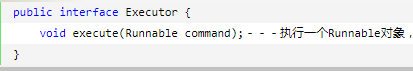 public interface Executor {
void execute(Runnable command);---执行一个Runnable对象，
}